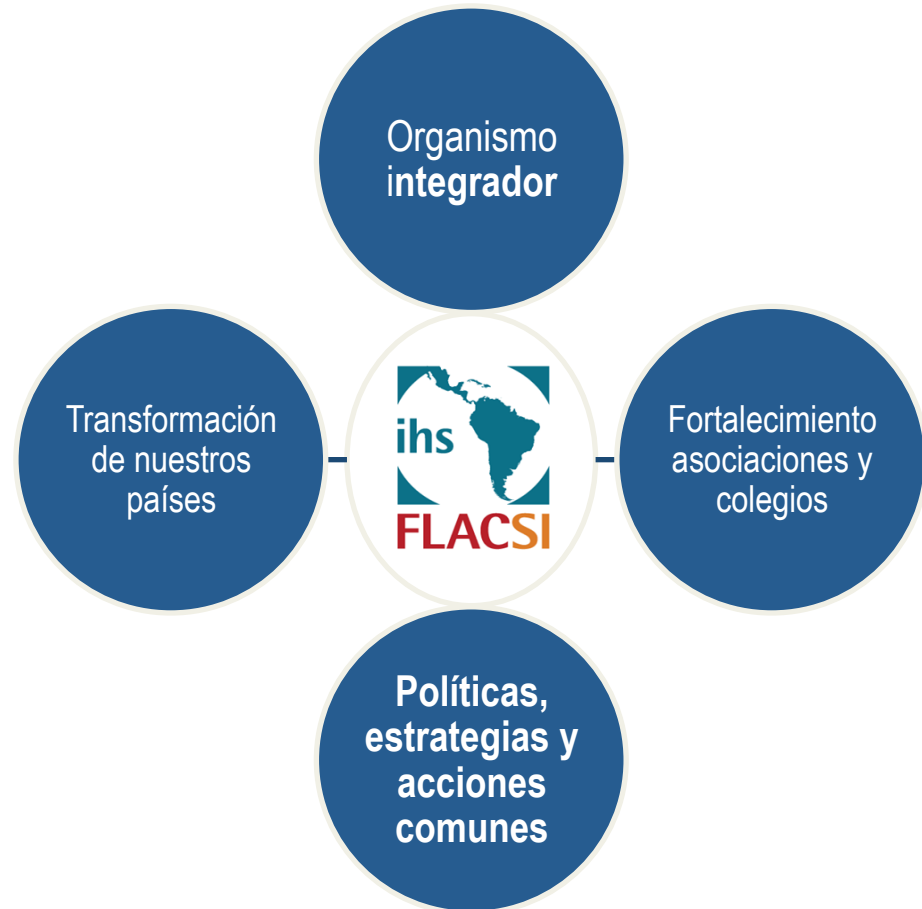 Organismo
integrador
Transformación
de nuestros
países
ihs
FLACSI
Fortalecimiento
asociaciones y
colegios
Políticas,
estrategias y
acciones
comunes